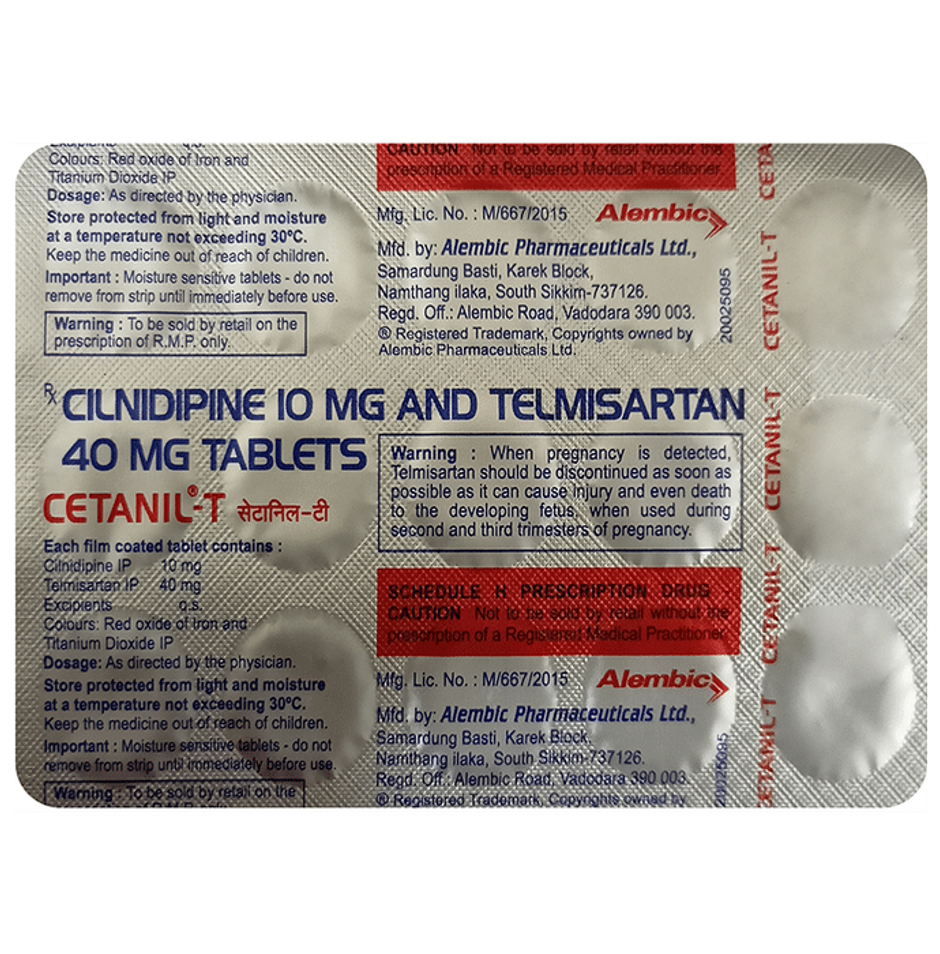 Excipients q.s.
Colours: Red oxide of Iron and
Titanium Dioxide IP
Dosage: As directed by the physician.
Store protected from light and moisture
at a temperature not exceeding 30°C.
Keep the medicine out of reach of children.
Important : Moisture sensitive tablets - do not
remove from strip until immediately before use.
Warning : To be sold by retail on the
prescription of R.M.P. only.
CAUTION Not to be sold by retail without the
prescription of a Registered Medical Practitioner.
Mfg. Lic. No. : M/667/2015 Alembic
Mfd. by: Alembic Pharmaceuticals Ltd.,
Samardung Basti, Karek Block,
Namthang ilaka, South Sikkim-737126.
Regd. Off.: Alembic Road, Vadodara 390 003.
® Registered Trademark, Copyrights owned by
Alembic Pharmaceuticals Ltd.
20025095
Rx CILNIDIPINE 10 MG AND TELMISARTAN
40 MG TABLETS
CETANIL®-T सेटानिल-टी
Warning : When pregnancy is detected,
Telmisartan should be discontinued as soon as
possible as it can cause injury and even death
to the developing fetus, when used during
second and third trimesters of pregnancy.
Each film coated tablet contains :
Cilnidipine IP 10 mg
Telmisartan IP 40 mg
Excipients q.s.
Colours: Red oxide of Iron and
Titanium Dioxide IP
Dosage: As directed by the physician.
Store protected from light and moisture
at a temperature not exceeding 30°C.
Keep the medicine out of reach of children.
Important : Moisture sensitive tablets - do not
remove from strip until immediately before use.
Warning : To be sold by retail on the
SCHEDULE H PRESCRIPTION DRUG -
CAUTION Not to be sold by retail without the
prescription of a Registered Medical Practitioner.
Mfg. Lic. No. : M/667/2015 Alembic
Mfd. by: Alembic Pharmaceuticals Ltd.,
Samardung Basti, Karek Block,
Namthang ilaka, South Sikkim-737126.
Regd. Off.: Alembic Road, Vadodara 390 003.
® Registered Trademark, Copyrights owned by
20025095
CETA
CETANIL-T
CETANIL-T
CETANIL-T
CETANIL-T